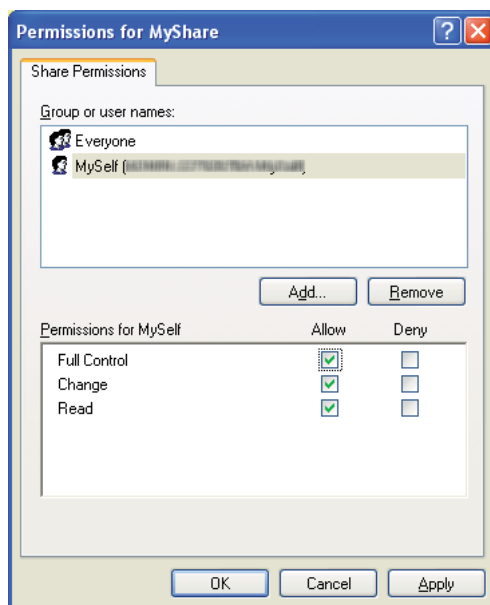 Permissions for MyShare
Share Permissions
Group or user names:
Everyone
MySelf (
Add... Remove
Permissions for MySelf Allow Deny
Full Control
Change
Read
OK Cancel Apply